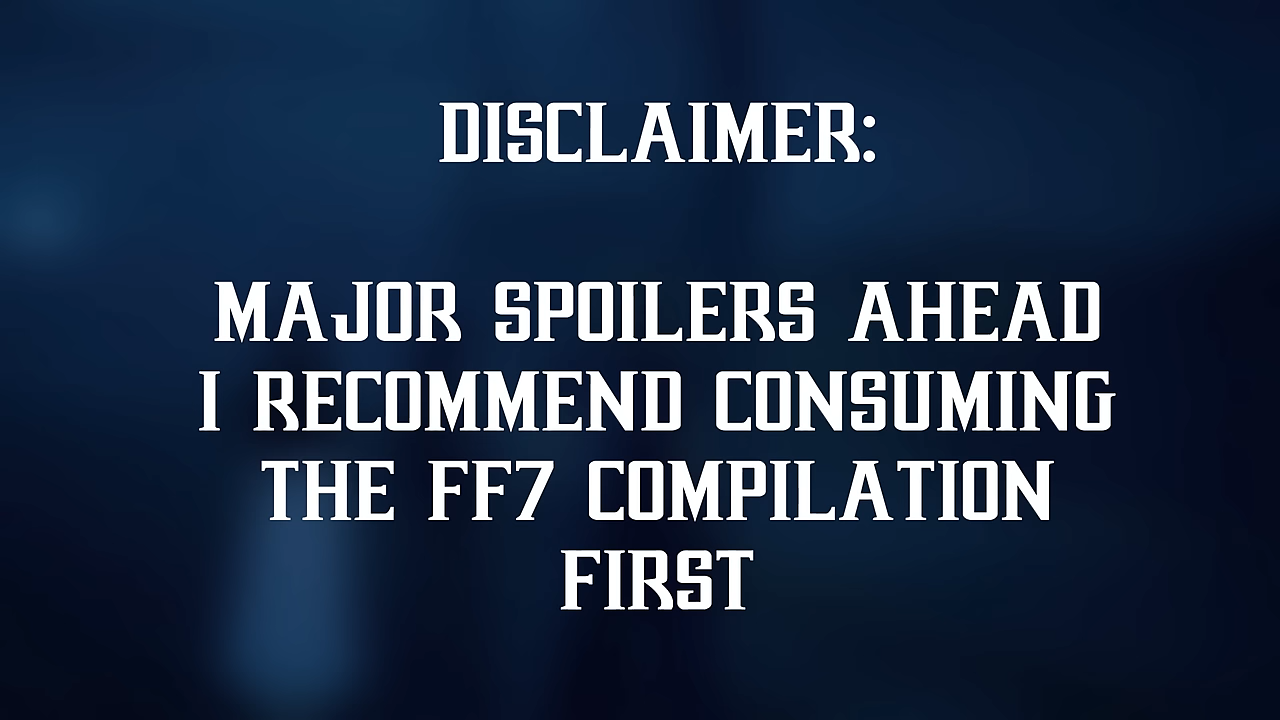 DISCLAIMER:
MAJOR SPOILERS AHEAD
I RECOMMEND CONSUMING
THE FF7 COMPILATION
FIRST